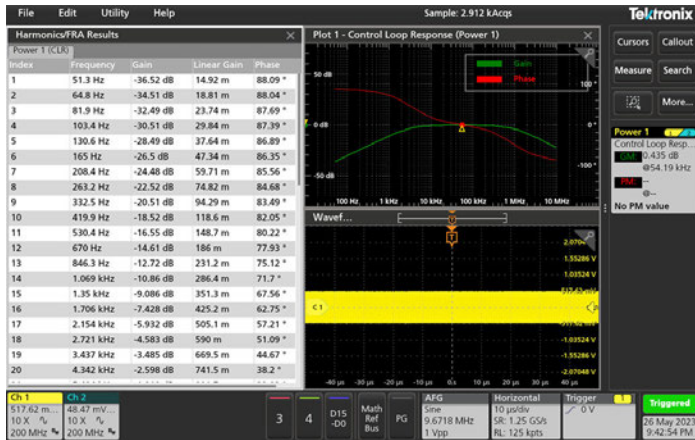 File Edit Utility Help Sample: 2.912 kAcqs Tektronix
Harmonics/FRA Results
Power 1 (CLR)
Index Frequency Gain Linear Gain Phase
1 51.3 Hz -36.52 dB 14.92 m 88.09 °
2 64.8 Hz -34.51 dB 18.81 m 88.04 °
3 81.9 Hz -32.49 dB 23.74 m 87.69 °
4 103.4 Hz -30.51 dB 29.84 m 87.39 °
5 130.6 Hz -28.49 dB 37.64 m 86.89 °
6 165 Hz -26.5 dB 47.34 m 86.35 °
7 208.4 Hz -24.48 dB 59.71 m 85.56 °
8 263.2 Hz -22.52 dB 74.82 m 84.68 °
9 332.5 Hz -20.51 dB 94.29 m 83.49 °
10 419.9 Hz -18.52 dB 118.6 m 82.05 °
11 530.4 Hz -16.55 dB 148.7 m 80.22 °
12 670 Hz -14.61 dB 186 m 77.93 °
13 846.3 Hz -12.72 dB 231.2 m 75.12 °
14 1.069 kHz -10.86 dB 286.4 m 71.7 °
15 1.35 kHz -9.086 dB 351.3 m 67.56 °
16 1.706 kHz -7.428 dB 425.2 m 62.75 °
17 2.154 kHz -5.932 dB 505.1 m 57.21 °
18 2.721 kHz -4.583 dB 590 m 51.09 °
19 3.437 kHz -3.485 dB 669.5 m 44.67 °
20 4.342 kHz -2.598 dB 741.5 m 38.2 °
Plot 1 - Control Loop Response (Power 1)
Gain
Phase
50 dB
100 °
0 dB
0 °
-50 dB
-100 °
100 Hz 1 kHz 10 kHz 100 kHz 1 MHz 10 MHz
Wavef...
T
1.55286 V
1.03524 V
C1
-1.03524 V
-1.55286 V
-2.07048 V
-40 µs -30 µs -20 µs -10 µs 0 s 10 µs 20 µs 30 µs 40 µs
Cursors Callout
Measure Search
More...
Power 1
Control Loop Resp...
GM: 0.435 dB
@54.19 kHz
PM: --
@--
No PM value
Ch 1
517.62 m...
10 X
200 MHz
Ch 2
48.47 mV...
10 X
200 MHz
3
4
D15
-D0
Math
Ref
Bus
PG
AFG
Sine
9.6718 MHz
1 Vpp
Horizontal
10 µs/div
SR: 1.25 GS/s
RL: 125 kpts
Trigger 1
0 V
Triggered
26 May 202
9:42:54 PM